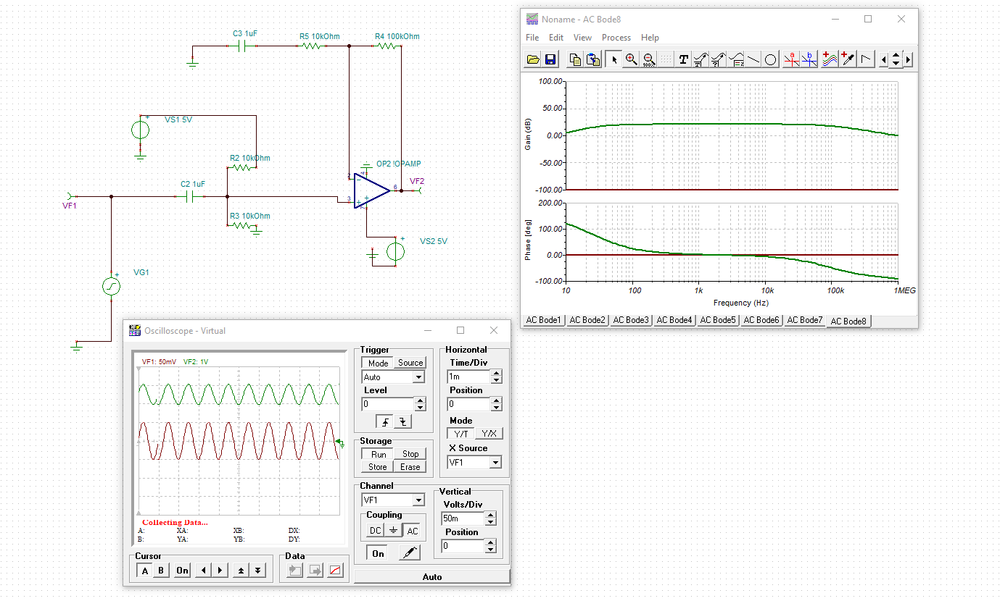 C3 1uF
R5 10kOhm
R4 100kOhm
VS1 5V
R2 10kOhm
C2 1uF
R3 10kOhm
VF1
VG1
OP2 !OPAMP
VF2
2
3
4
6
7
VS2 5V
Noname - AC Bode8
File Edit View Process Help
T
100%
a
b
Gain (dB)
100.00
50.00
0.00
-50.00
-100.00
Phase [deg]
200.00
100.00
0.00
-100.00
10 100 1k 10k 100k 1MEG
Frequency (Hz)
AC Bode1 AC Bode2 AC Bode3 AC Bode4 AC Bode5 AC Bode6 AC Bode7 AC Bode8
Oscilloscope - Virtual
VF1: 50mV VF2: 1V
Collecting Data...
A: XA: XB: DX:
B: YA: YB: DY:
Cursor
A B On
Data
Trigger
Mode Source
Auto
Level
0
Storage
Run Stop
Store Erase
Horizontal
Time/Div
1m
Position
0
Mode
Y/T Y/X
X Source
VF1
Channel
VF1
Coupling
DC AC
On
Vertical
Volts/Div
50m
Position
0
Auto